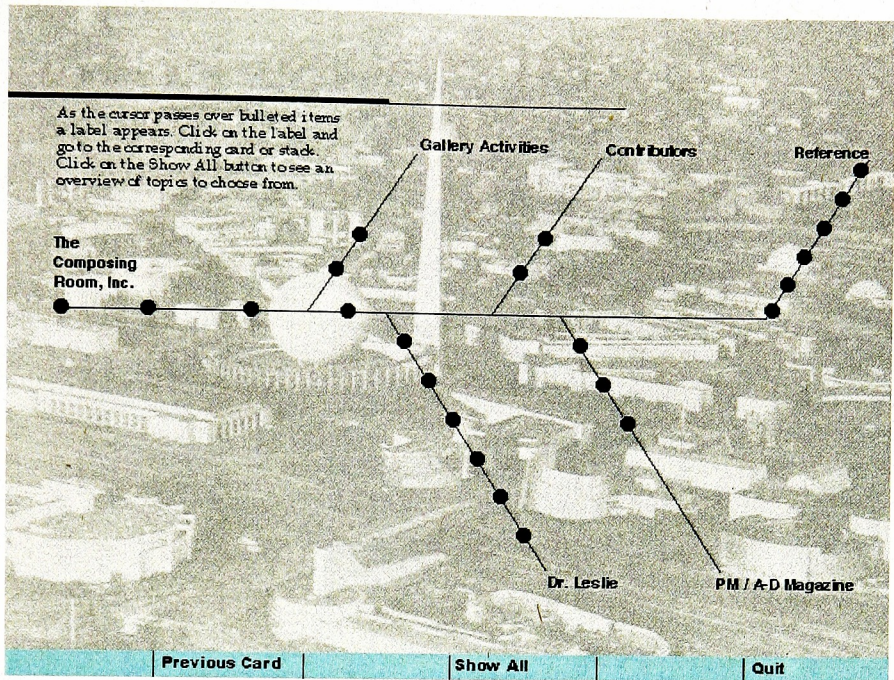 As the cursor passes over bulleted items
a label appears. Click on the label and
go to the corresponding card or stack.
Click on the Show All button to see an
overview of topics to choose from.
Gallery Activities
Contributors
Reference
The
Composing
Room, Inc.
Dr. Leslie
PM / A-D Magazine
Previous Card
Show All
Quit